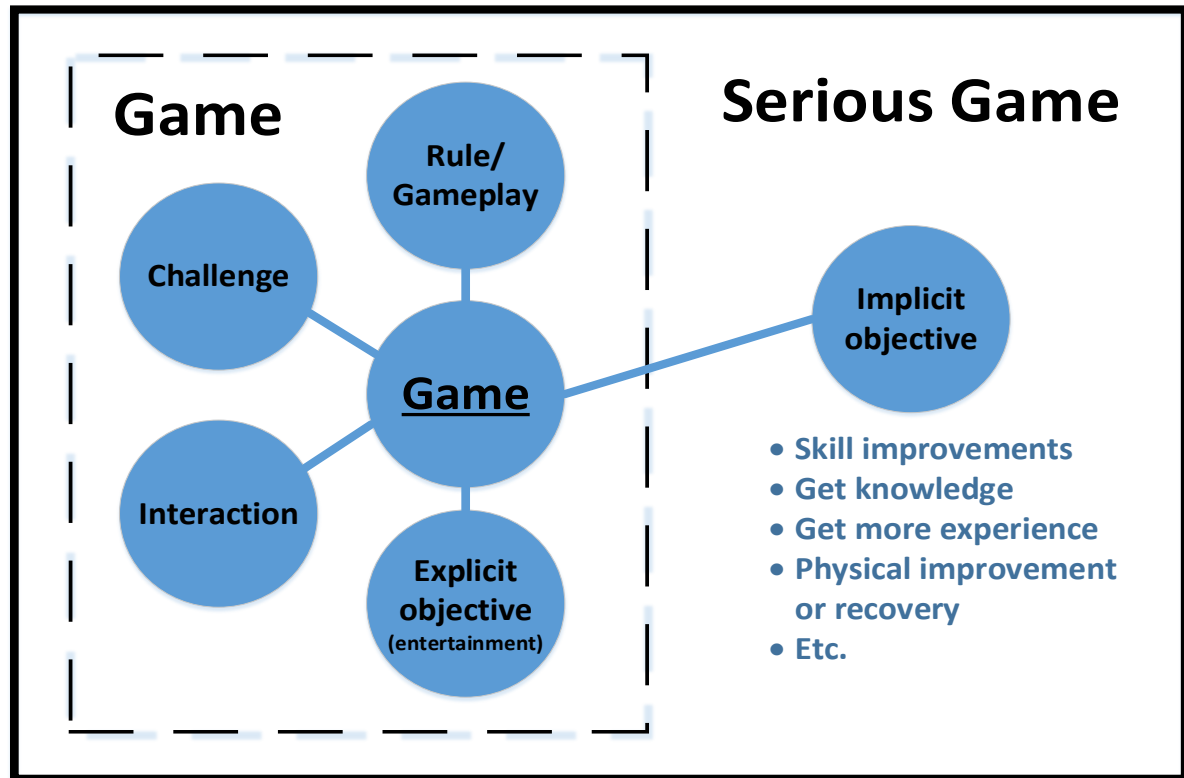 Game
Serious Game
Rule/
Gameplay
Challenge
Game
Interaction
Explicit
objective
(entertainment)
Implicit
objective
• Skill improvements
• Get knowledge
• Get more experience
• Physical improvement
or recovery
• Etc.